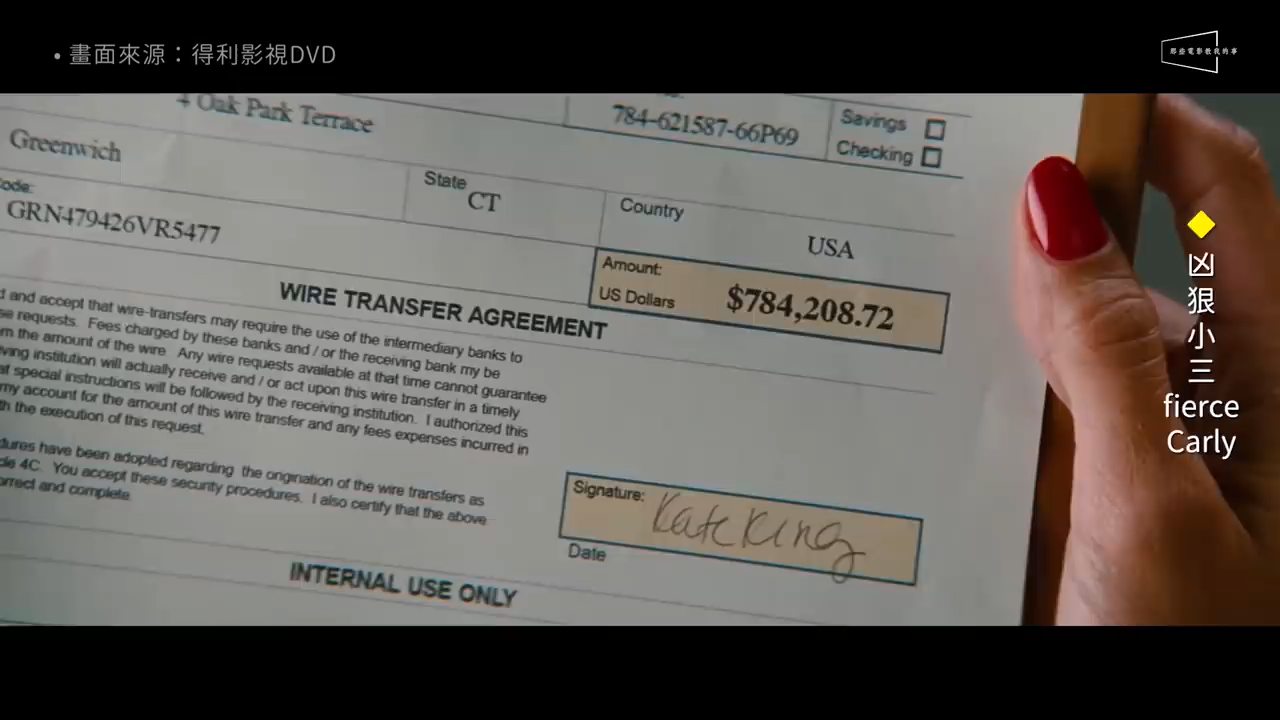 • 畫面來源：得利影視DVD
那些電影教我的事
4 Oak Park Terrace
784-621587-66P69
Savings
Checking
Greenwich
State
CT
Country
USA
GRN479426VR5477
Amount:
US Dollars
$784,208.72
WIRE TRANSFER AGREEMENT
and accept that wire-transfers may require the use of the intermediary banks to
requests. Fees charged by these banks and / or the receiving bank my be
the amount of the wire. Any wire requests available at that time cannot guarantee
institution will actually receive and / or act upon this wire transfer in a timely
special instructions will be followed by the receiving institution. I authorized this
my account for the amount of this wire transfer and any fees expenses incurred in
the execution of this request.
have been adopted regarding the origination of the wire transfers as
4C. You accept these security procedures. I also certify that the above
and complete.
Signature:
Kate King
Date
INTERNAL USE ONLY
凶狠小三
fierce
Carly